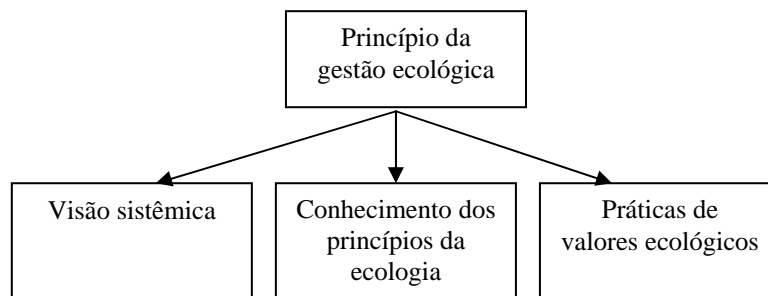 Princípio da
gestão ecológica
Visão sistêmica
Conhecimento dos
princípios da
ecologia
Práticas de
valores ecológicos